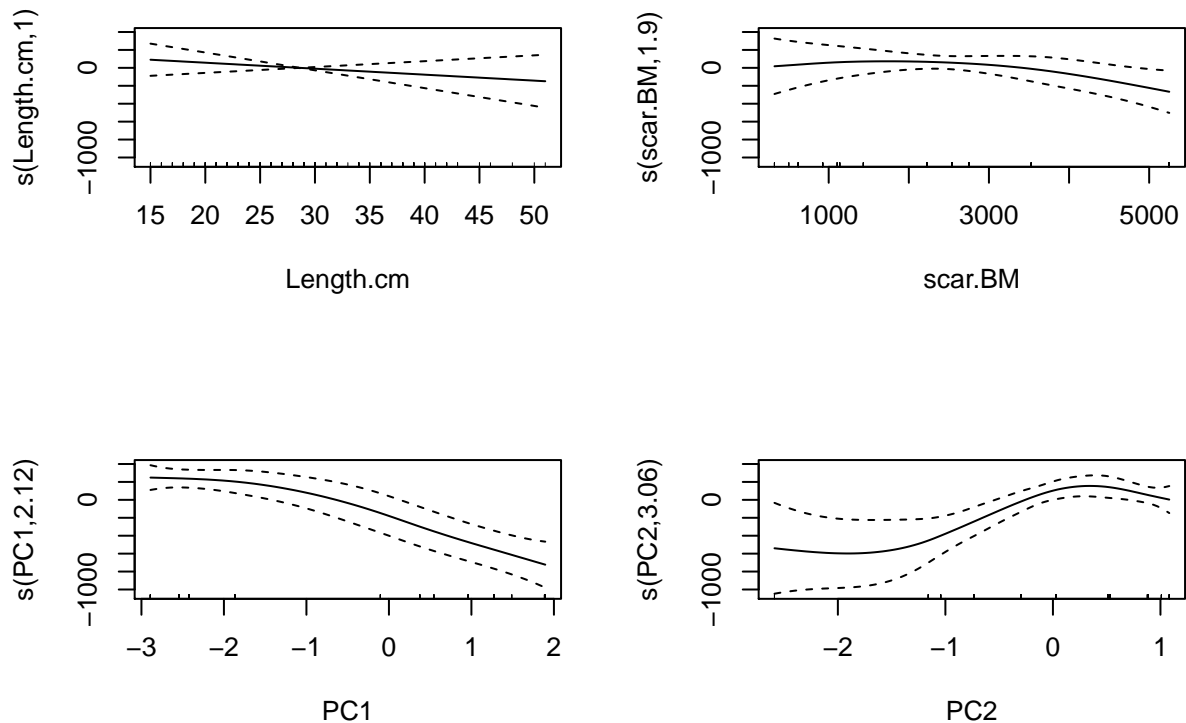 s(Length.cm,1)
−1000 0
15 20 25 30 35 40 45 50
Length.cm
s(scar.BM,1.9)
−1000 0
1000 3000 5000
scar.BM
s(PC1,2.12)
−1000 0
−3 −2 −1 0 1 2
PC1
s(PC2,3.06)
−1000 0
−2 −1 0 1
PC2